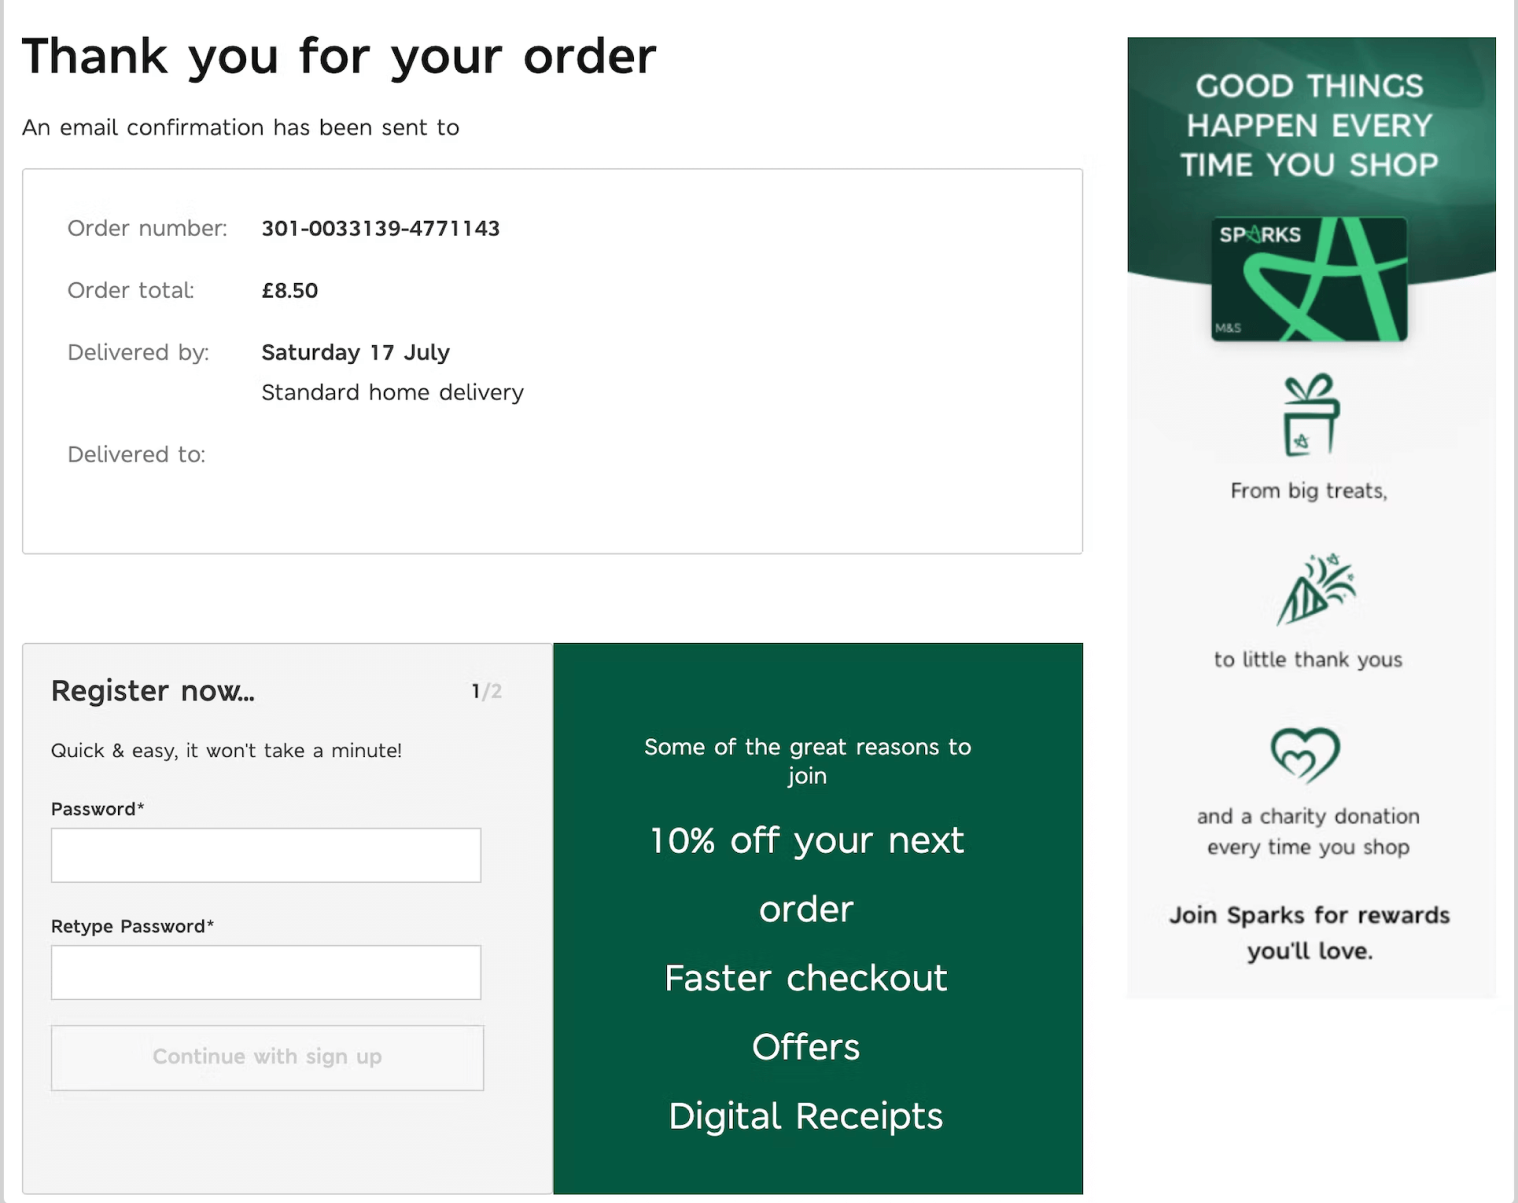 Thank you for your order
An email confirmation has been sent to
Order number: 301-0033139-4771143
Order total: £8.50
Delivered by: Saturday 17 July
Standard home delivery
Delivered to:
Register now... 1/2
Quick & easy, it won't take a minute!
Password*
Retype Password*
Continue with sign up
Some of the great reasons to
join
10% off your next
order
Faster checkout
Offers
Digital Receipts
GOOD THINGS
HAPPEN EVERY
TIME YOU SHOP
SPARKS
M&S
From big treats,
to little thank yous
and a charity donation
every time you shop
Join Sparks for rewards
you'll love.